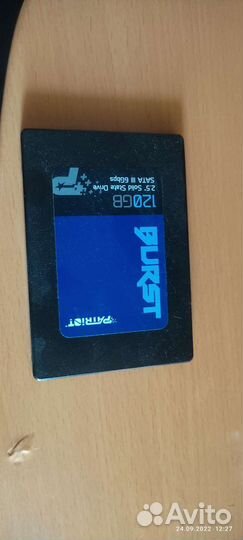 120GB
2.5" Solid State Drive
SATA III 6Gbps
BURST
PATRIOT
Avito
24.09.2022 12:27